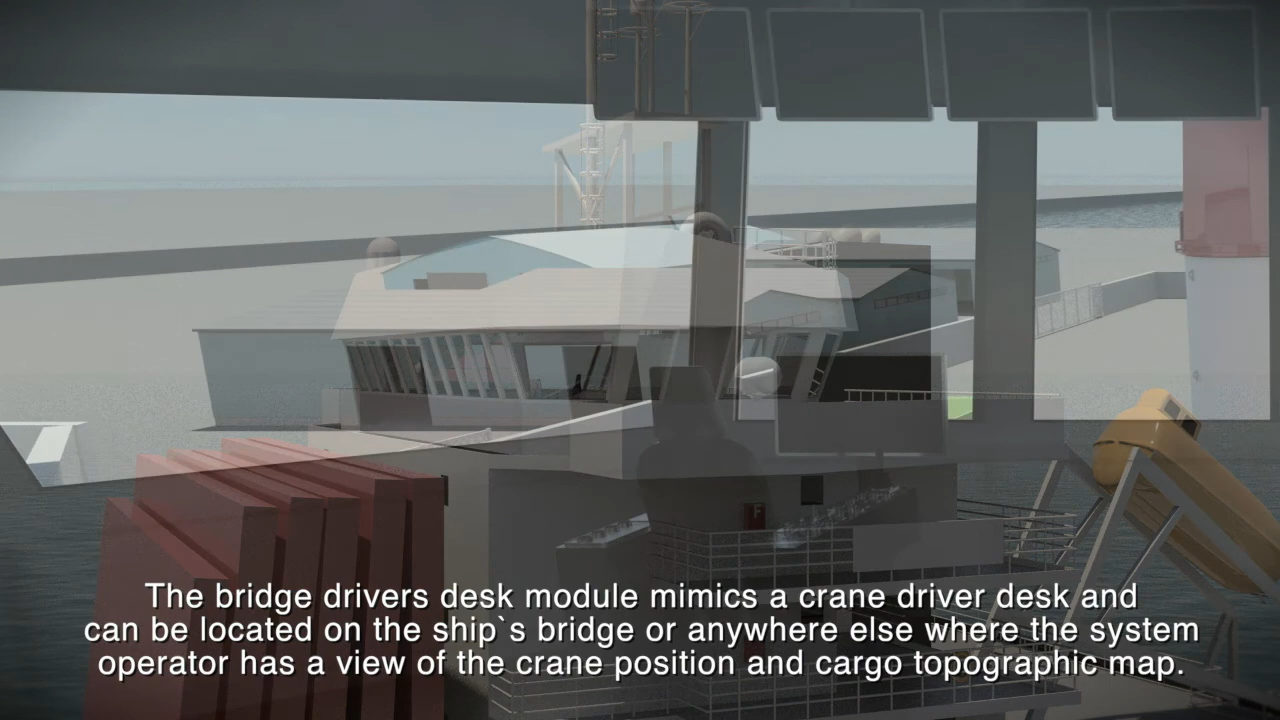 F
The bridge drivers desk module mimics a crane driver desk and
can be located on the ship`s bridge or anywhere else where the system
operator has a view of the crane position and cargo topographic map.